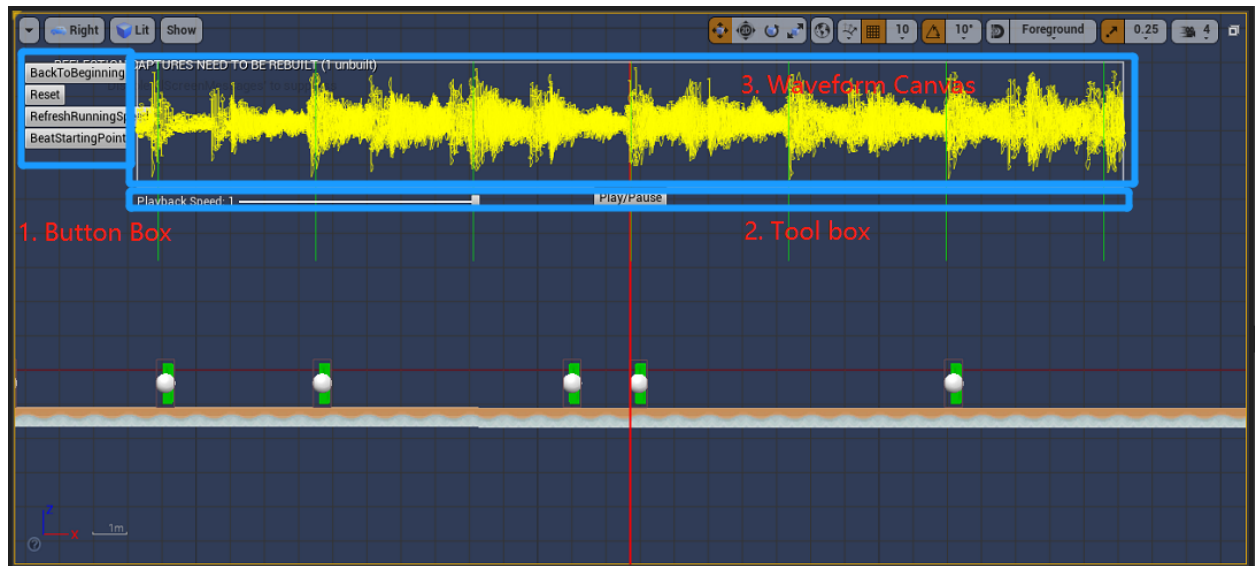 Right Lit Show 10 10° Foreground 0.25 4
REFLECTION CAPTURES NEED TO BE REBUILT (1 unbuilt)
BackToBeginning
Reset
RefreshRunningSp
BeatStartingPoint
3. Waveform Canvas
Playback Speed: 1
Play/Pause
1. Button Box
2. Tool box
Z
X
1m